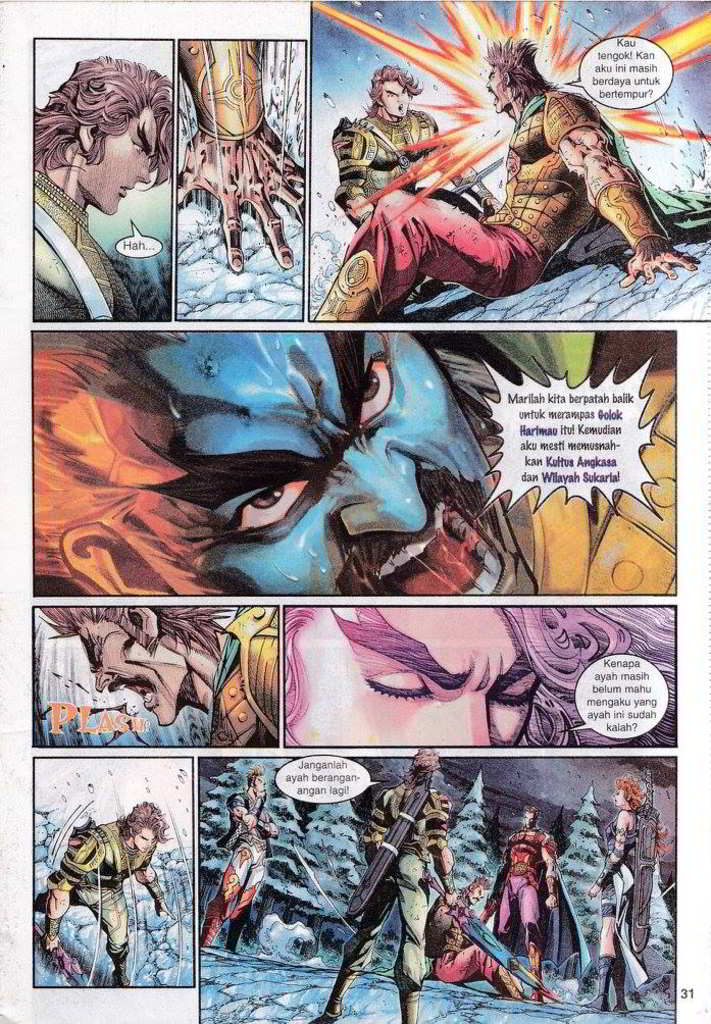 Hah...
Kau
tengok! Kan
aku ini masih
berdaya untuk
bertempur?
Marilah kita berpatah balik
untuk merampas Golok
Harimau itu! Kemudian
aku mesti memusnah-
kan Kultus Angkasa
dan Wilayah Sukaria!
PLASH!
Kenapa
ayah masih
belum mahu
mengaku yang
ayah ini sudah
kalah?
Janganlah
ayah berangan-
angan lagi!
31